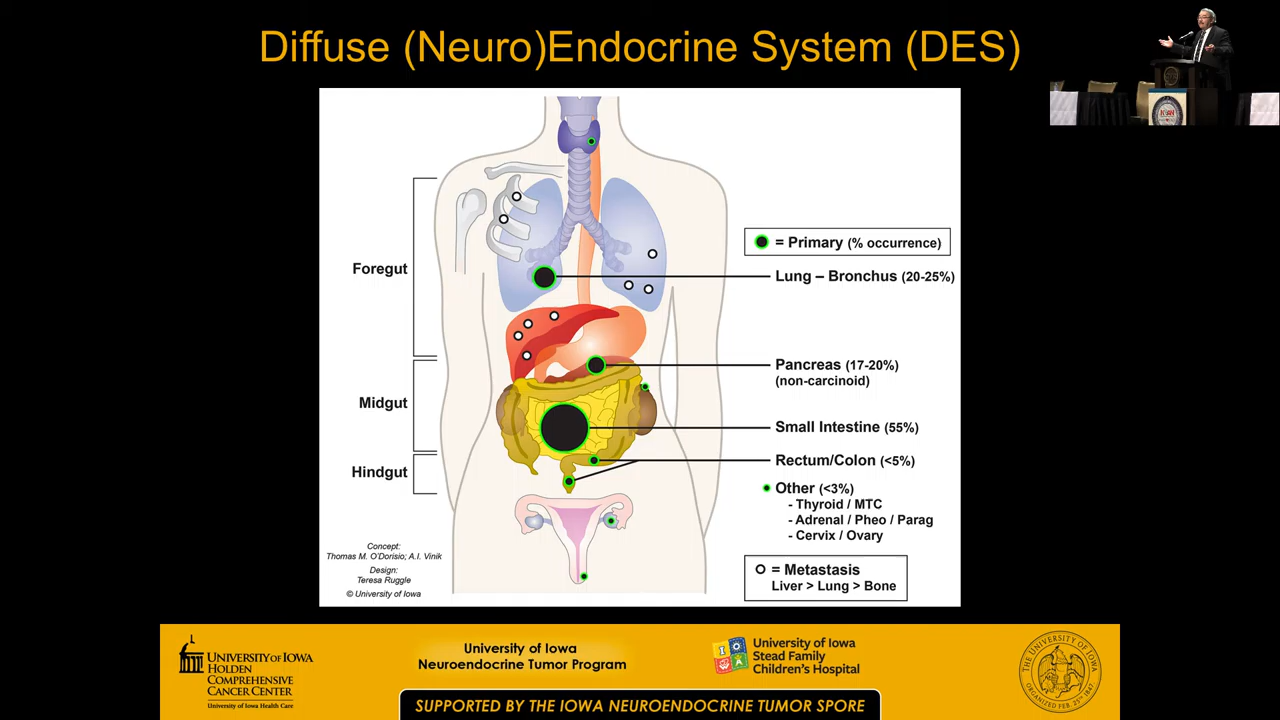 Diffuse (Neuro)Endocrine System (DES)
Foregut
Midgut
Hindgut
= Primary (% occurrence)
Lung – Bronchus (20-25%)
Pancreas (17-20%)
(non-carcinoid)
Small Intestine (55%)
Rectum/Colon (<5%)
Other (<3%)
- Thyroid / MTC
- Adrenal / Pheo / Parag
- Cervix / Ovary
= Metastasis
Liver > Lung > Bone
Concept:
Thomas M. O'Dorisio; A.I. Vinik
Design:
Teresa Ruggle
© University of Iowa
UNIVERSITY OF IOWA
HOLDEN
COMPREHENSIVE
CANCER CENTER
University of Iowa Health Care
University of Iowa
Neuroendocrine Tumor Program
University of Iowa
Stead Family
Children's Hospital
THE UNIVERSITY OF IOWA
ORGANIZED FEB. 25TH 1847
SUPPORTED BY THE IOWA NEUROENDOCRINE TUMOR SPORE